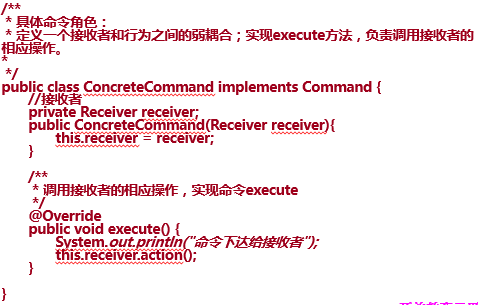 /**
* 具体命令角色：
* 定义一个接收者和行为之间的弱耦合；实现execute方法，负责调用接收者的
相应操作。
*
*/
public class ConcreteCommand implements Command {
//接收者
private Receiver receiver;
public ConcreteCommand(Receiver receiver){
this.receiver = receiver;
}
/**
* 调用接收者的相应操作，实现命令execute
*/
@Override
public void execute() {
System.out.println("命令下达给接收者");
this.receiver.action();
}
}